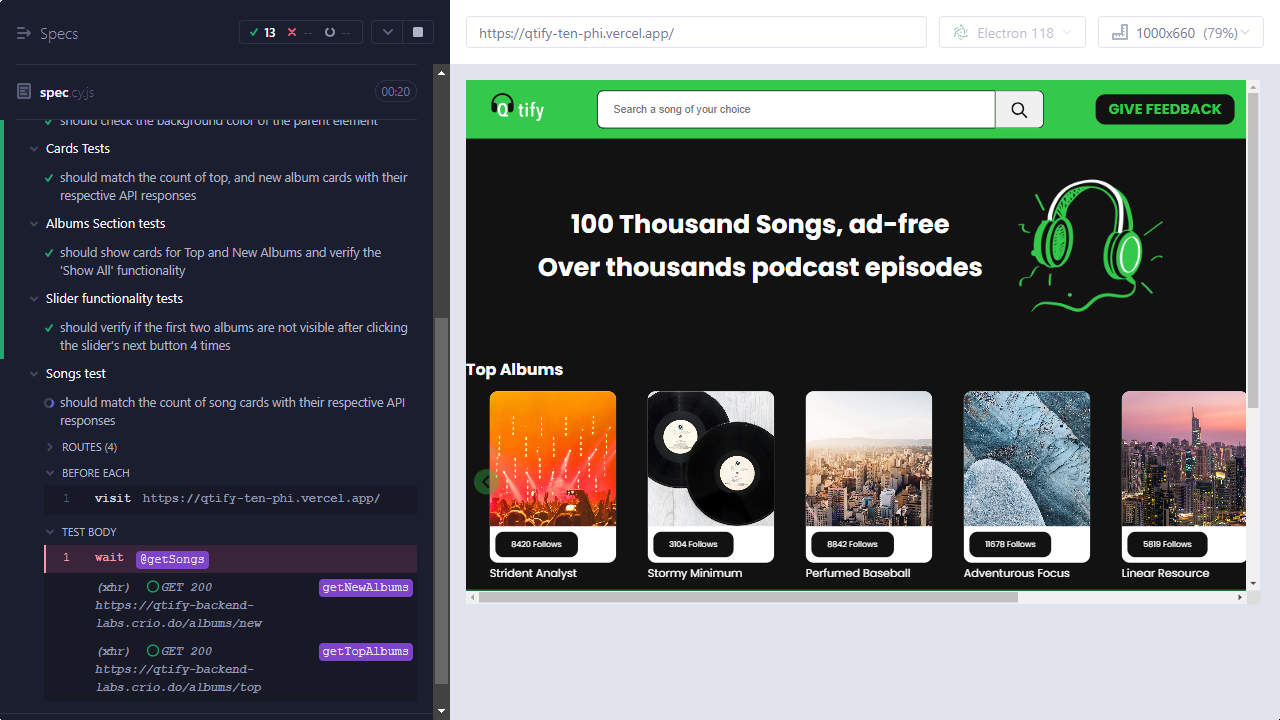 Specs
13
--
--
spec.cy.js
00:20
should check the background color of the parent element
Cards Tests
should match the count of top, and new album cards with their
respective API responses
Albums Section tests
should show cards for Top and New Albums and verify the
'Show All' functionality
Slider functionality tests
should verify if the first two albums are not visible after clicking
the slider's next button 4 times
Songs test
should match the count of song cards with their respective API
responses
ROUTES (4)
BEFORE EACH
1 visit https://qtify-ten-phi.vercel.app/
TEST BODY
1 wait @getSongs
(xhr) GET 200 getNewAlbums
https://qtify-backend-
labs.crio.do/albums/new
(xhr) GET 200 getTopAlbums
https://qtify-backend-
labs.crio.do/albums/top
https://qtify-ten-phi.vercel.app/
Electron 118
1000x660 (79%)
Qtify
Search a song of your choice
GIVE FEEDBACK
100 Thousand Songs, ad-free
Over thousands podcast episodes
Top Albums
8420 Follows
3104 Follows
8842 Follows
11678 Follows
5819 Follows
Strident Analyst
Stormy Minimum
Perfumed Baseball
Adventurous Focus
Linear Resource